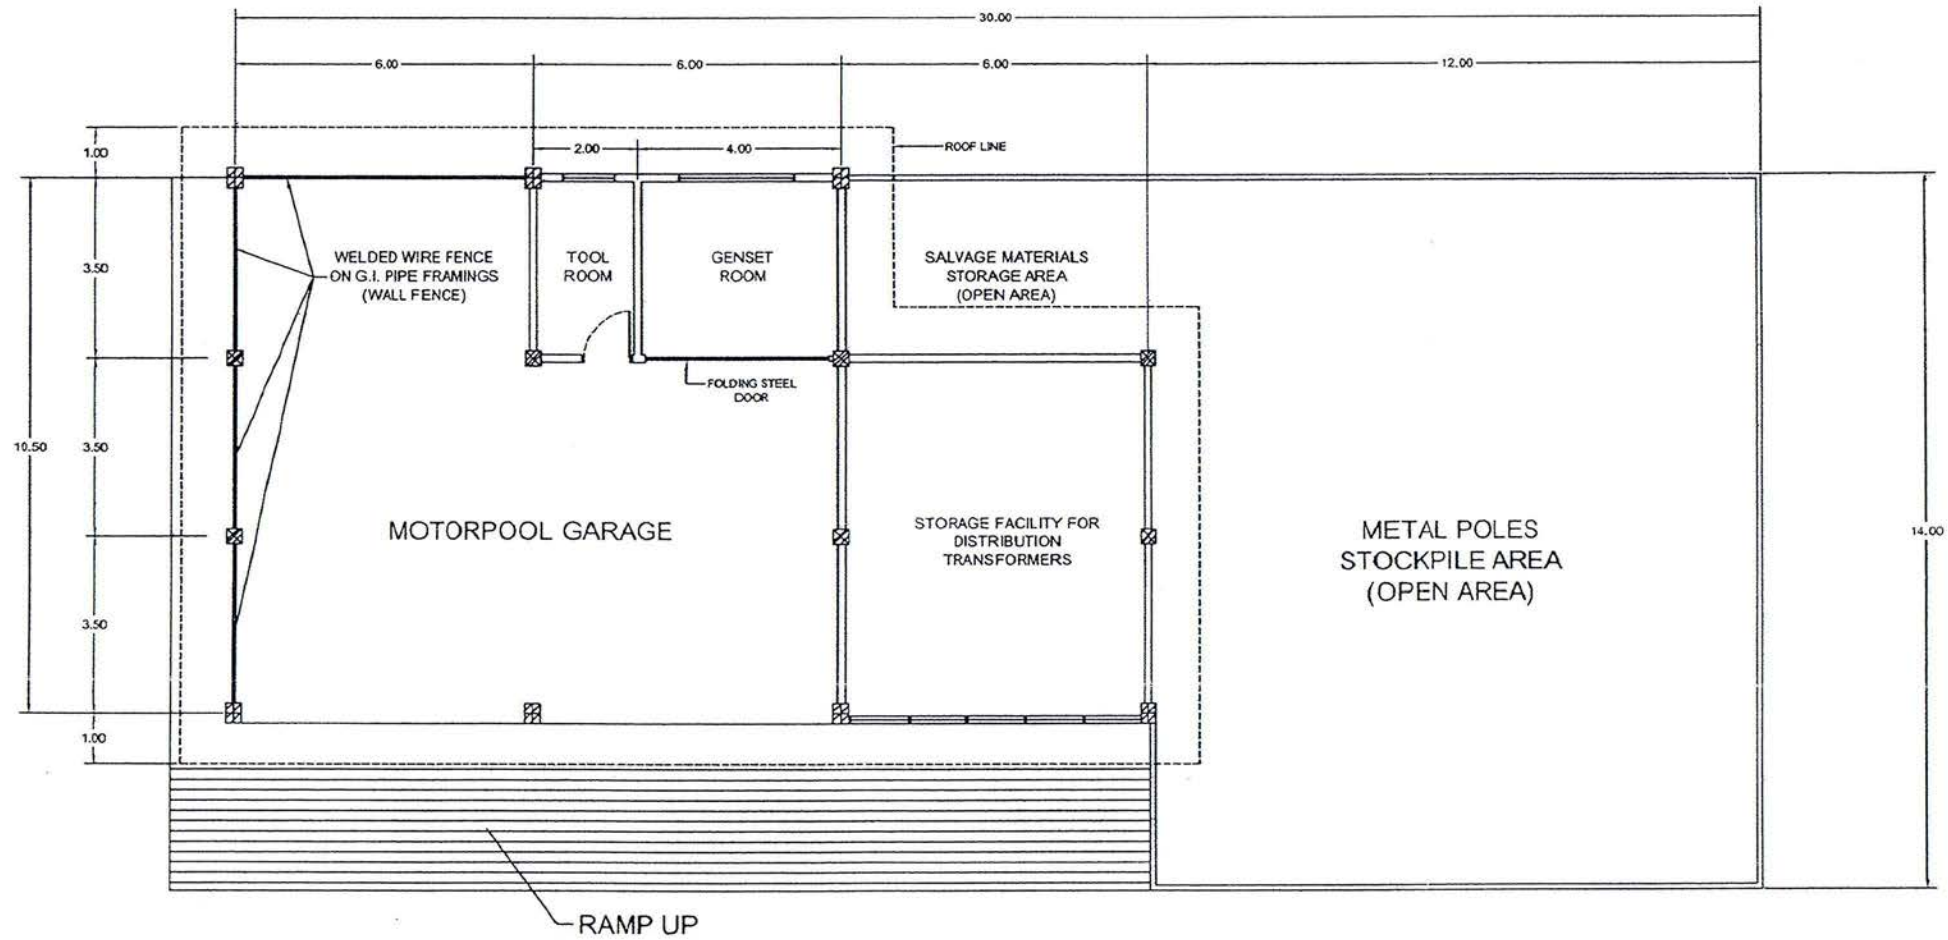 30.00
6.00
6.00
6.00
12.00
1.00
2.00
4.00
ROOF LINE
3.50
WELDED WIRE FENCE
ON G.I. PIPE FRAMINGS
(WALL FENCE)
TOOL
ROOM
GENSET
ROOM
SALVAGE MATERIALS
STORAGE AREA
(OPEN AREA)
FOLDING STEEL
DOOR
10.50
3.50
MOTORPOOL GARAGE
STORAGE FACILITY FOR
DISTRIBUTION
TRANSFORMERS
METAL POLES
STOCKPILE AREA
(OPEN AREA)
14.00
3.50
1.00
RAMP UP